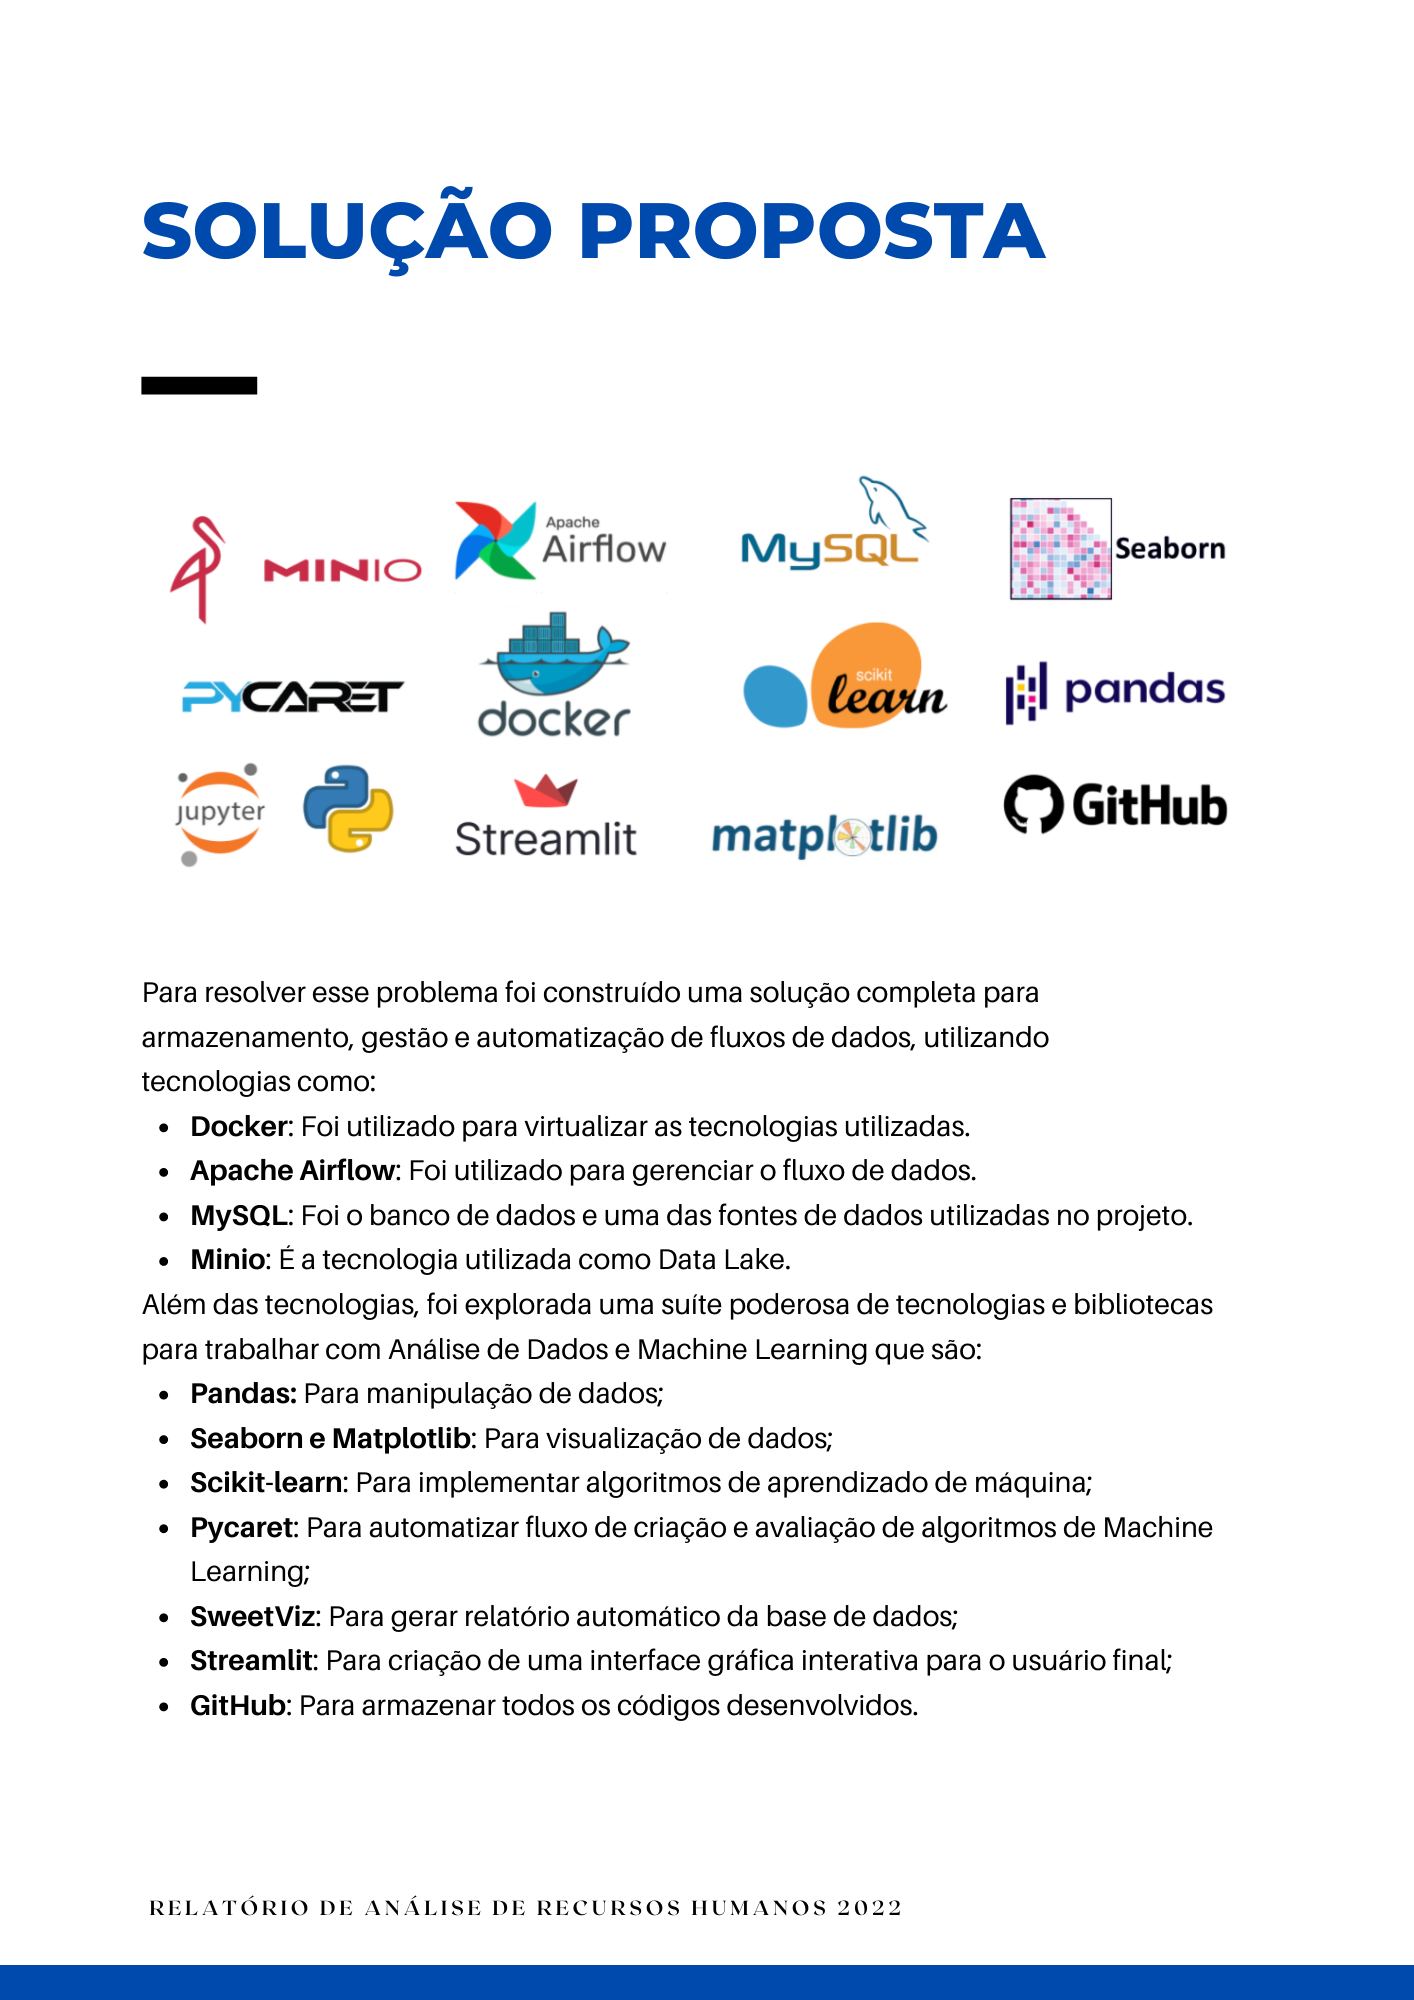 SOLUÇÃO PROPOSTA
MINIO
Apache
Airflow
MySQL
Seaborn
PYCARET
docker
scikit
learn
pandas
jupyter
Streamlit
matplotlib
GitHub
Para resolver esse problema foi construído uma solução completa para
armazenamento, gestão e automatização de fluxos de dados, utilizando
tecnologias como:
• Docker: Foi utilizado para virtualizar as tecnologias utilizadas.
• Apache Airflow: Foi utilizado para gerenciar o fluxo de dados.
• MySQL: Foi o banco de dados e uma das fontes de dados utilizadas no projeto.
• Minio: É a tecnologia utilizada como Data Lake.
Além das tecnologias, foi explorada uma suíte poderosa de tecnologias e bibliotecas
para trabalhar com Análise de Dados e Machine Learning que são:
• Pandas: Para manipulação de dados;
• Seaborn e Matplotlib: Para visualização de dados;
• Scikit-learn: Para implementar algoritmos de aprendizado de máquina;
• Pycaret: Para automatizar fluxo de criação e avaliação de algoritmos de Machine
Learning;
• SweetViz: Para gerar relatório automático da base de dados;
• Streamlit: Para criação de uma interface gráfica interativa para o usuário final;
• GitHub: Para armazenar todos os códigos desenvolvidos.
RELATÓRIO DE ANÁLISE DE RECURSOS HUMANOS 2022